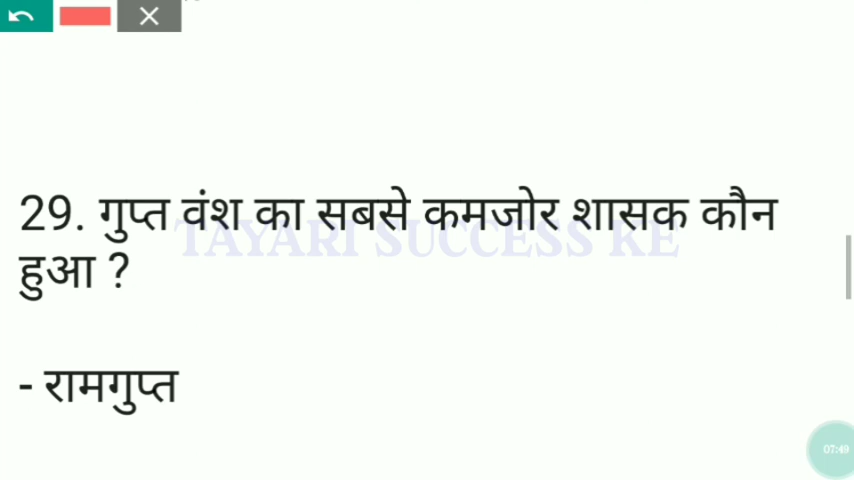 29. गुप्त वंश का सबसे कमजोर शासक कौन
हुआ ?
TAYARI SUCCESS KE
- रामगुप्त
07:49